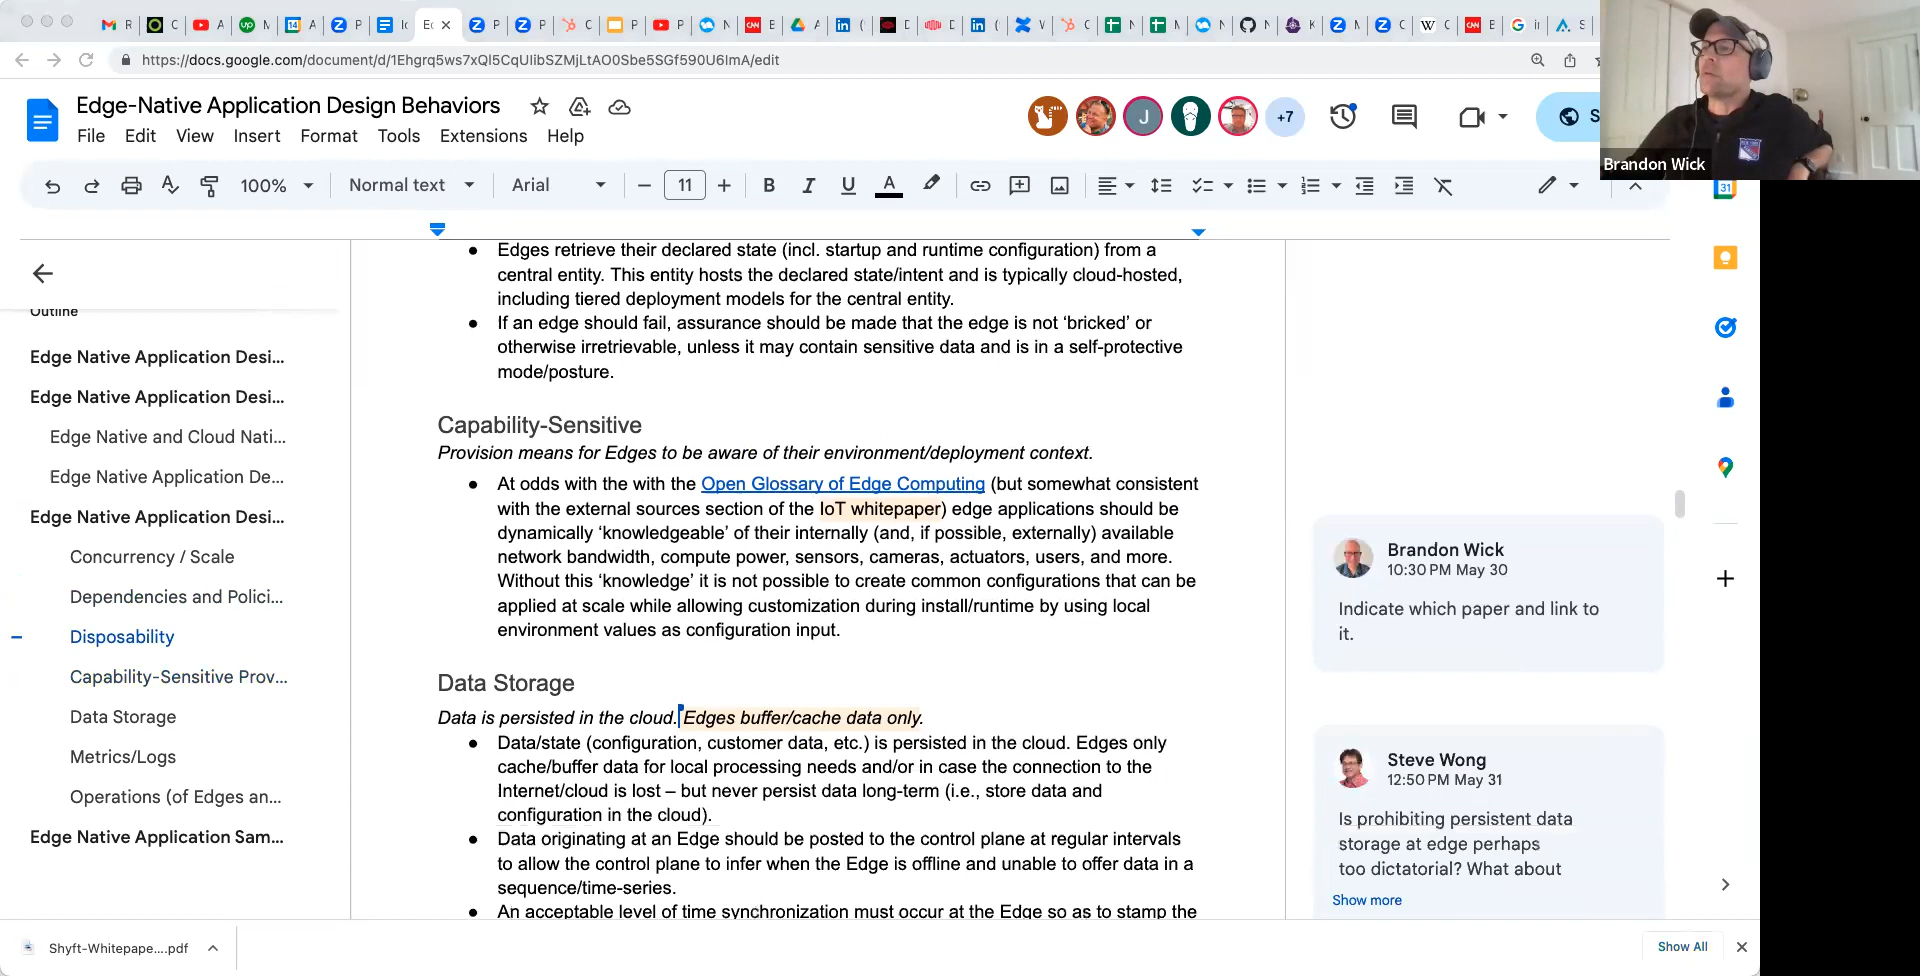 R
C
A
M
31 A
P
Ic
Ec
P
P
C
P
P
N
CNN E
A
(
D
D
(
W
C
N
M
N
N
K
M
C
W C
CNN E
G ir
S
https://docs.google.com/document/d/1Ehgrq5ws7xQI5CqUIibSZMjLtAO0Sbe5SGf590U6ImA/edit
Edge-Native Application Design Behaviors
J
+7
S
Brandon Wick
File Edit View Insert Format Tools Extensions Help
100% Normal text Arial 11 B I U A
31
Outline
Edge Native Application Desi...
Edge Native Application Desi...
Edge Native and Cloud Nati...
Edge Native Application De...
Edge Native Application Desi...
Concurrency / Scale
Dependencies and Polici...
Disposability
Capability-Sensitive Prov...
Data Storage
Metrics/Logs
Operations (of Edges an...
Edge Native Application Sam...
● Edges retrieve their declared state (incl. startup and runtime configuration) from a
central entity. This entity hosts the declared state/intent and is typically cloud-hosted,
including tiered deployment models for the central entity.
● If an edge should fail, assurance should be made that the edge is not ‘bricked’ or
otherwise irretrievable, unless it may contain sensitive data and is in a self-protective
mode/posture.
Capability-Sensitive
Provision means for Edges to be aware of their environment/deployment context.
● At odds with the with the Open Glossary of Edge Computing (but somewhat consistent
with the external sources section of the IoT whitepaper) edge applications should be
dynamically ‘knowledgeable’ of their internally (and, if possible, externally) available
network bandwidth, compute power, sensors, cameras, actuators, users, and more.
Without this ‘knowledge’ it is not possible to create common configurations that can be
applied at scale while allowing customization during install/runtime by using local
environment values as configuration input.
Data Storage
Data is persisted in the cloud. Edges buffer/cache data only.
● Data/state (configuration, customer data, etc.) is persisted in the cloud. Edges only
cache/buffer data for local processing needs and/or in case the connection to the
Internet/cloud is lost – but never persist data long-term (i.e., store data and
configuration in the cloud).
● Data originating at an Edge should be posted to the control plane at regular intervals
to allow the control plane to infer when the Edge is offline and unable to offer data in a
sequence/time-series.
● An acceptable level of time synchronization must occur at the Edge so as to stamp the
Brandon Wick
10:30 PM May 30
Indicate which paper and link to
it.
Steve Wong
12:50 PM May 31
Is prohibiting persistent data
storage at edge perhaps
too dictatorial? What about
Show more
Shyft-Whitepape....pdf
Show All